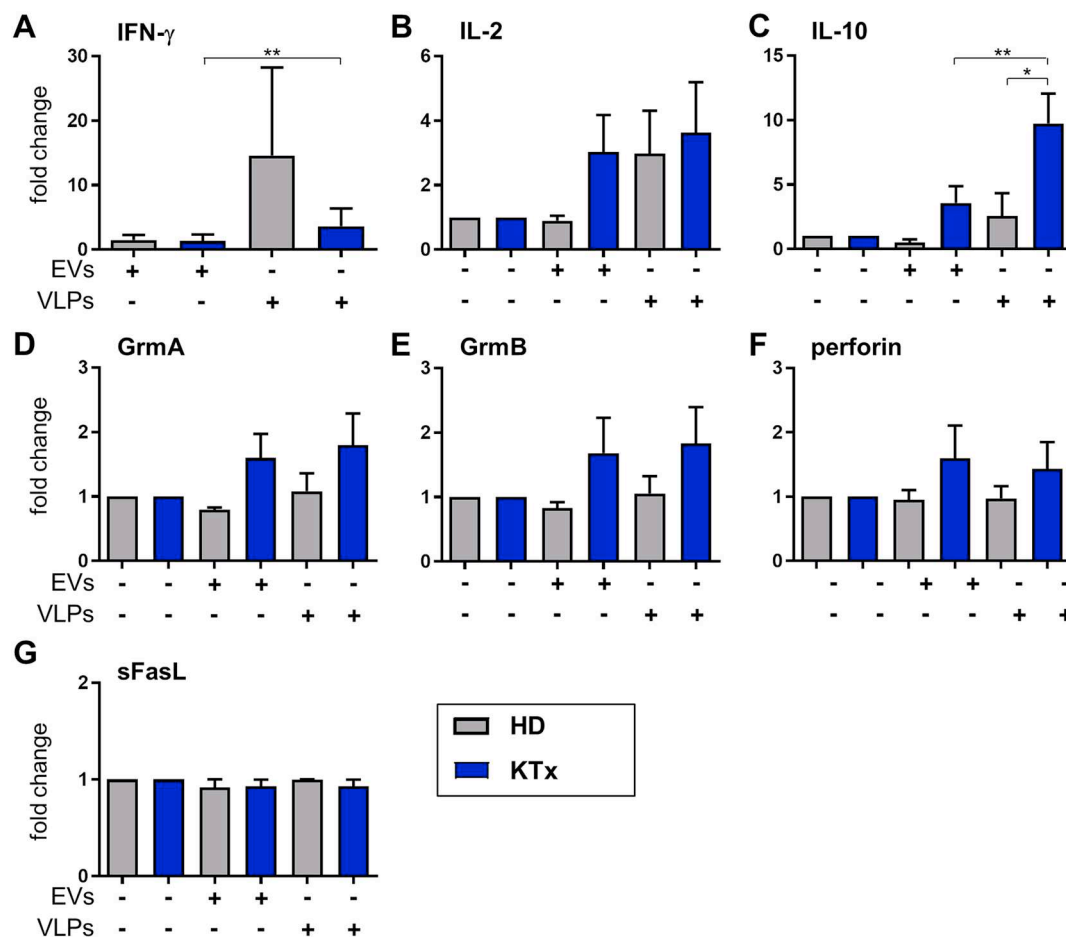 A IFN-γ
fold change
30
20
10
0
**
EVs + + - -
VLPs - - + +
B IL-2
6
4
2
0
- - + + - -
- - - - + +
C IL-10
15
10
5
0
**
*
- - + + - -
- - - - + +
D GrmA
fold change
3
2
1
0
EVs - - + + - -
VLPs - - - - + +
E GrmB
3
2
1
0
- - + + - -
- - - - + +
F perforin
3
2
1
0
- - + + - -
- - - - + +
G sFasL
fold change
2
1
0
EVs - - + + - -
VLPs - - - - + +
HD
KTx